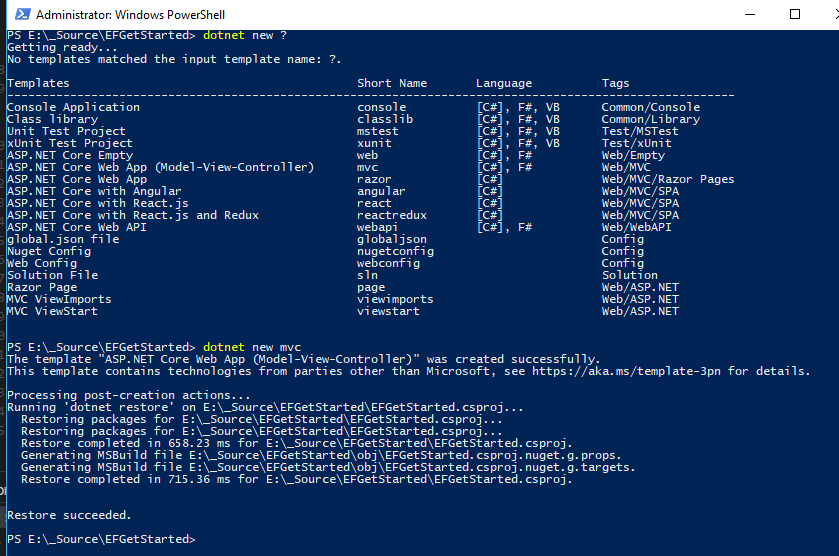 Administrator: Windows PowerShell
PS E:\_Source\EFGetStarted> dotnet new ?
Getting ready...
No templates matched the input template name: ?.
Templates Short Name Language Tags
----------------------------------------------------------------------------------------------------
Console Application console [C#], F#, VB Common/Console
Class library classlib [C#], F#, VB Common/Library
Unit Test Project mstest [C#], F#, VB Test/MSTest
xUnit Test Project xunit [C#], F#, VB Test/xUnit
ASP.NET Core Empty web [C#], F# Web/Empty
ASP.NET Core Web App (Model-View-Controller) mvc [C#], F# Web/MVC
ASP.NET Core Web App razor [C#] Web/MVC/Razor Pages
ASP.NET Core with Angular angular [C#] Web/MVC/SPA
ASP.NET Core with React.js react [C#] Web/MVC/SPA
ASP.NET Core with React.js and Redux reactredux [C#] Web/MVC/SPA
ASP.NET Core Web API webapi [C#], F# Web/WebAPI
global.json file globaljson Config
Nuget Config nugetconfig Config
Web Config webconfig Config
Solution File sln Solution
Razor Page page Web/ASP.NET
MVC ViewImports viewimports Web/ASP.NET
MVC ViewStart viewstart Web/ASP.NET
PS E:\_Source\EFGetStarted> dotnet new mvc
The template "ASP.NET Core Web App (Model-View-Controller)" was created successfully.
This template contains technologies from parties other than Microsoft, see https://aka.ms/template-3pn for details.
Processing post-creation actions...
Running 'dotnet restore' on E:\_Source\EFGetStarted\EFGetStarted.csproj...
Restoring packages for E:\_Source\EFGetStarted\EFGetStarted.csproj...
Restoring packages for E:\_Source\EFGetStarted\EFGetStarted.csproj...
Restore completed in 658.23 ms for E:\_Source\EFGetStarted\EFGetStarted.csproj.
Generating MSBuild file E:\_Source\EFGetStarted\obj\EFGetStarted.csproj.nuget.g.props.
Generating MSBuild file E:\_Source\EFGetStarted\obj\EFGetStarted.csproj.nuget.g.targets.
Restore completed in 715.36 ms for E:\_Source\EFGetStarted\EFGetStarted.csproj.
Restore succeeded.
PS E:\_Source\EFGetStarted>